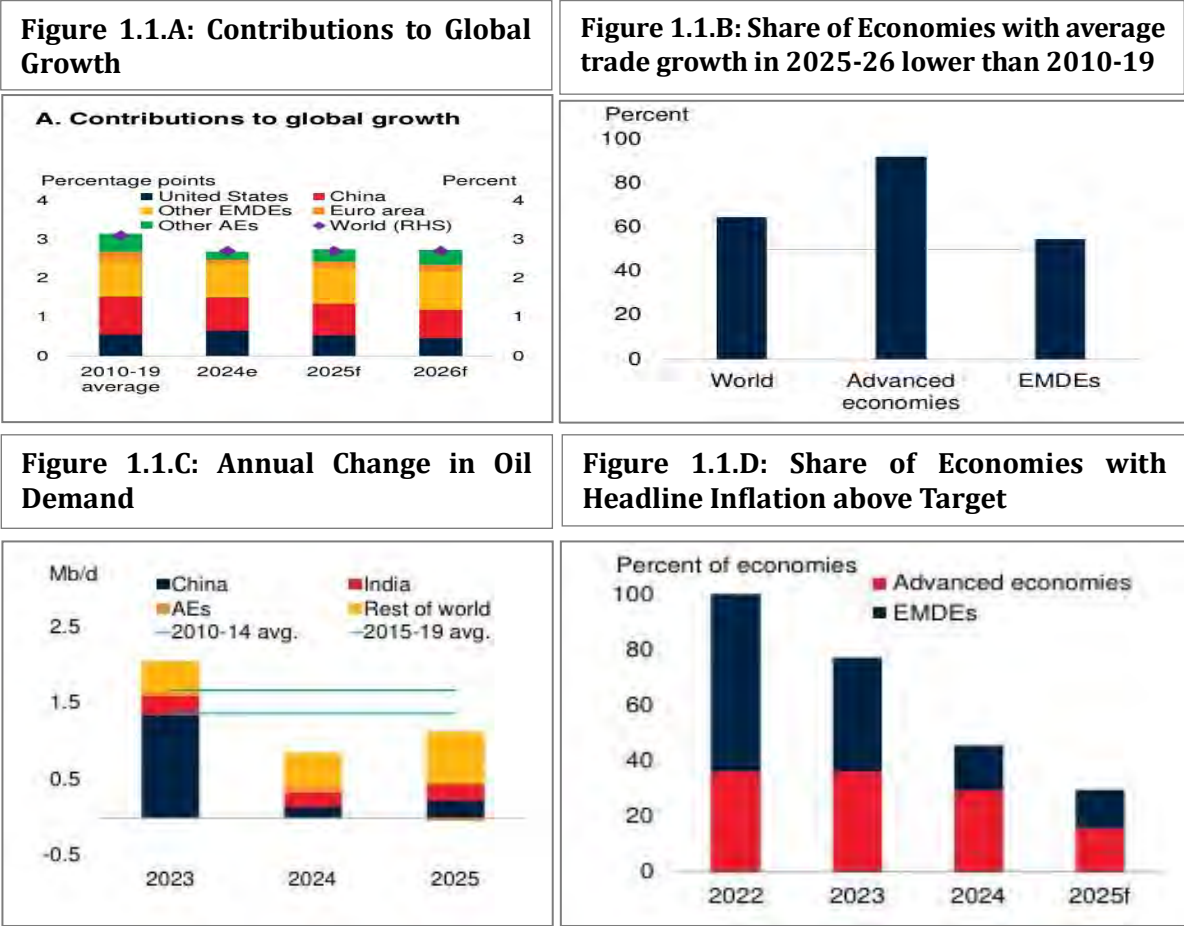 Figure 1.1.A: Contributions to Global
Growth
A. Contributions to global growth
Percentage points
Percent
United States
China
Other EMDEs
Euro area
Other AEs
World (RHS)
4
3
2
1
0
4
3
2
1
0
2010-19
average
2024e
2025f
2026f
Figure 1.1.B: Share of Economies with average
trade growth in 2025-26 lower than 2010-19
Percent
100
80
60
40
20
0
World
Advanced
economies
EMDEs
Figure 1.1.C: Annual Change in Oil
Demand
Mb/d
China
India
AEs
Rest of world
2010-14 avg.
2015-19 avg.
2.5
1.5
0.5
-0.5
2023
2024
2025
Figure 1.1.D: Share of Economies with
Headline Inflation above Target
Percent of economies
Advanced economies
EMDEs
100
80
60
40
20
0
2022
2023
2024
2025f